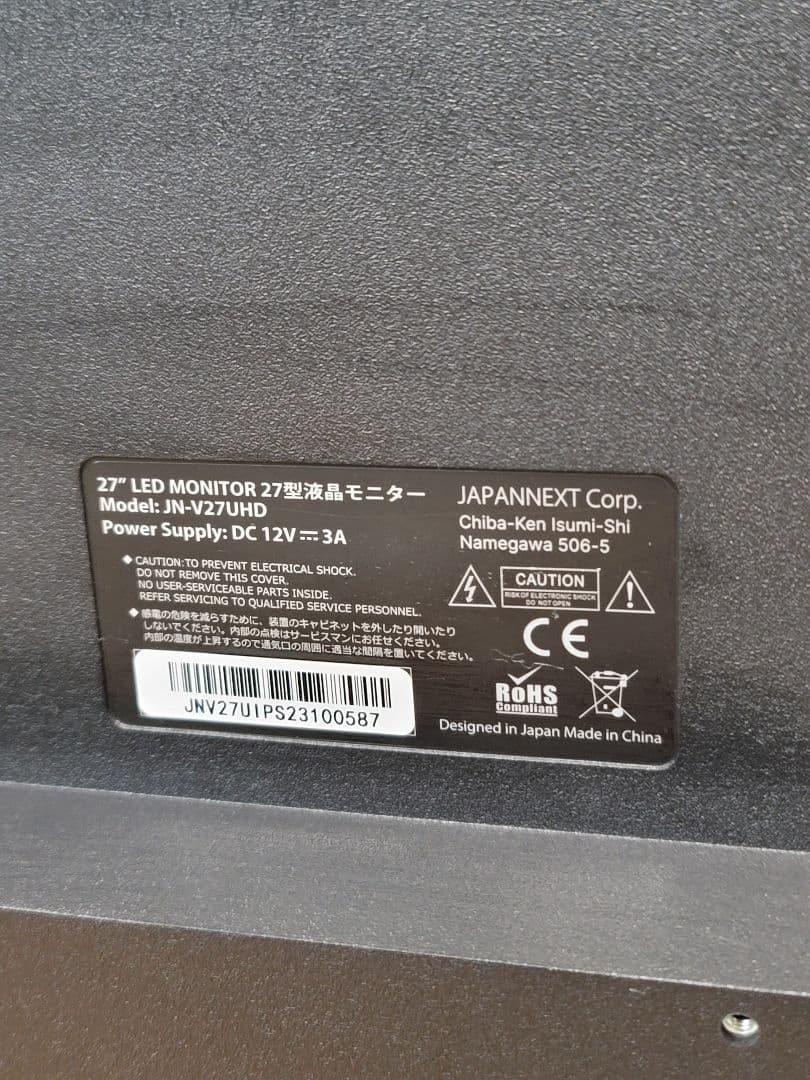 27" LED MONITOR 27型液晶モニター
Model: JN-V27UHD
Power Supply: DC 12V⎓3A
◆ CAUTION: TO PREVENT ELECTRICAL SHOCK.
DO NOT REMOVE THIS COVER.
NO USER-SERVICEABLE PARTS INSIDE.
REFER SERVICING TO QUALIFIED SERVICE PERSONNEL.
◆ 感電の危険を減らすために、装置のキャビネットを外したり開いたり
しないでください。内部の点検はサービスマンにお任せください。
内部の温度が上昇するので通気口の周囲に適当な間隔を置いてください。
JNV27UIPS23100587
JAPANNEXT Corp.
Chiba-Ken Isumi-Shi
Namegawa 506-5
CAUTION
RISK OF ELECTRONIC SHOCK
DO NOT OPEN
CE
RoHS
Compliant
Designed in Japan Made in China